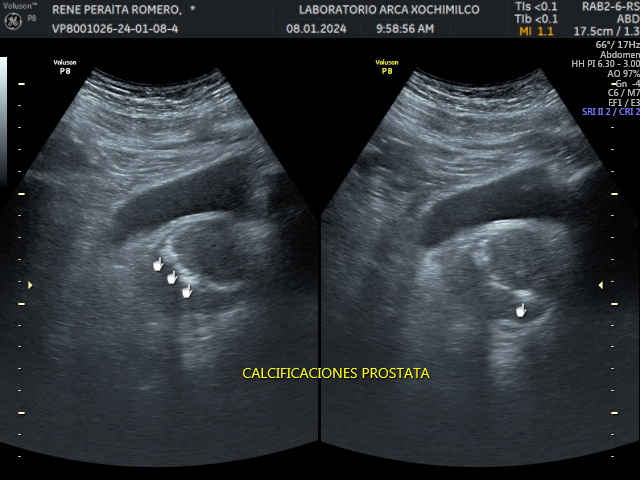 Voluson™
P8
RENE PERAITA ROMERO, *
VP8001026-24-01-08-4
LABORATORIO ARCA XOCHIMILCO
08.01.2024 9:58:56 AM
TIs <0.1
TIb <0.1
MI 1.1
RAB2-6-RS
ABD
17.5cm / 1.3
66°/ 17Hz
Abdomen
HH PI 6.30 - 3.00
AO 97%
Gn -4
C6 / M7
FF1 / E3
SRI II 2 / CRI 2
Voluson
P8
Voluson
P8
CALCIFICACIONES PROSTATA